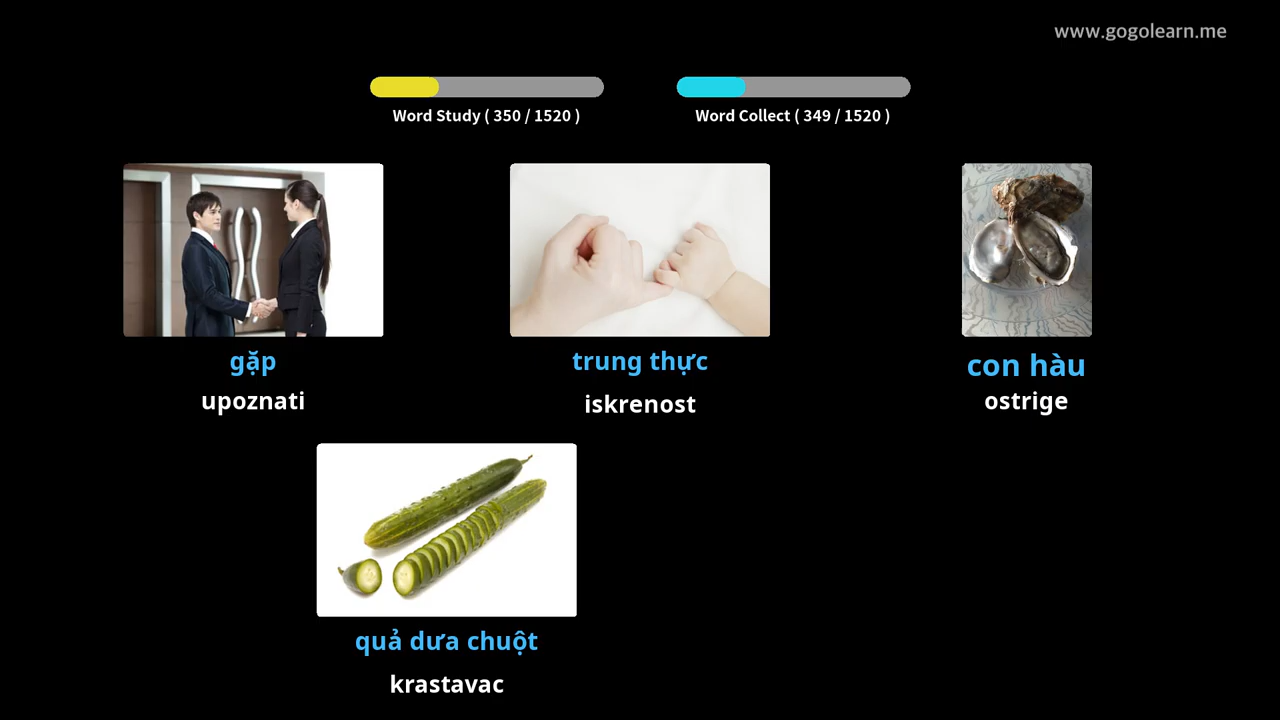 www.gogolearn.me
Word Study ( 350 / 1520 )
Word Collect ( 349 / 1520 )
gặp
upoznati
trung thực
iskrenost
con hàu
ostrige
quả dưa chuột
krastavac